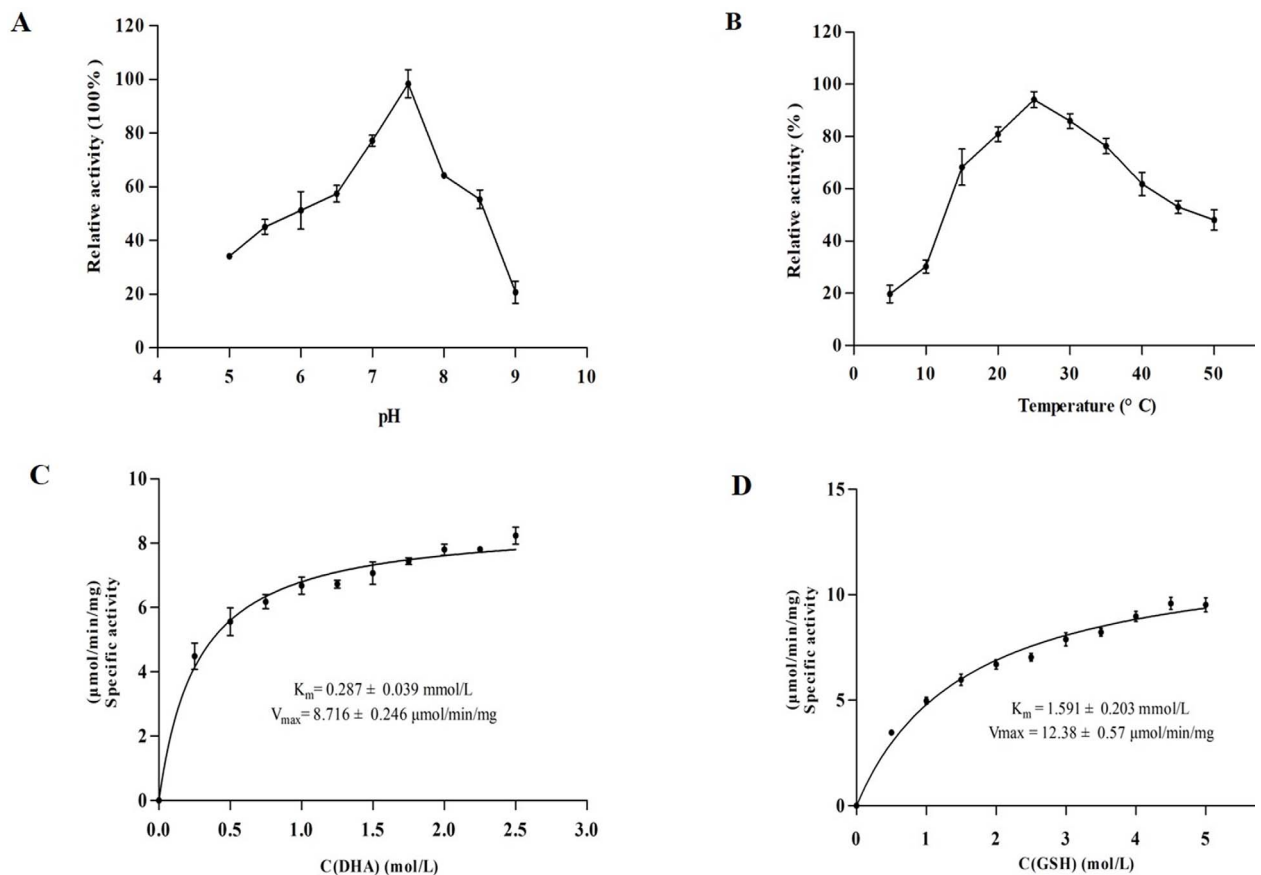 A
Relative activity (100%)
120
100
80
60
40
20
0
4 5 6 7 8 9 10
pH
B
Relative activity (%)
120
100
80
60
40
20
0
0 10 20 30 40 50
Temperature (° C)
C
(μmol/min/mg)
Specific activity
10
8
6
4
2
0
Km= 0.287 ± 0.039 mmol/L
Vmax= 8.716 ± 0.246 μmol/min/mg
0.0 0.5 1.0 1.5 2.0 2.5 3.0
C(DHA) (mol/L)
D
(μmol/min/mg)
Specific activity
15
10
5
0
Km = 1.591 ± 0.203 mmol/L
Vmax = 12.38 ± 0.57 μmol/min/mg
0 1 2 3 4 5
C(GSH) (mol/L)